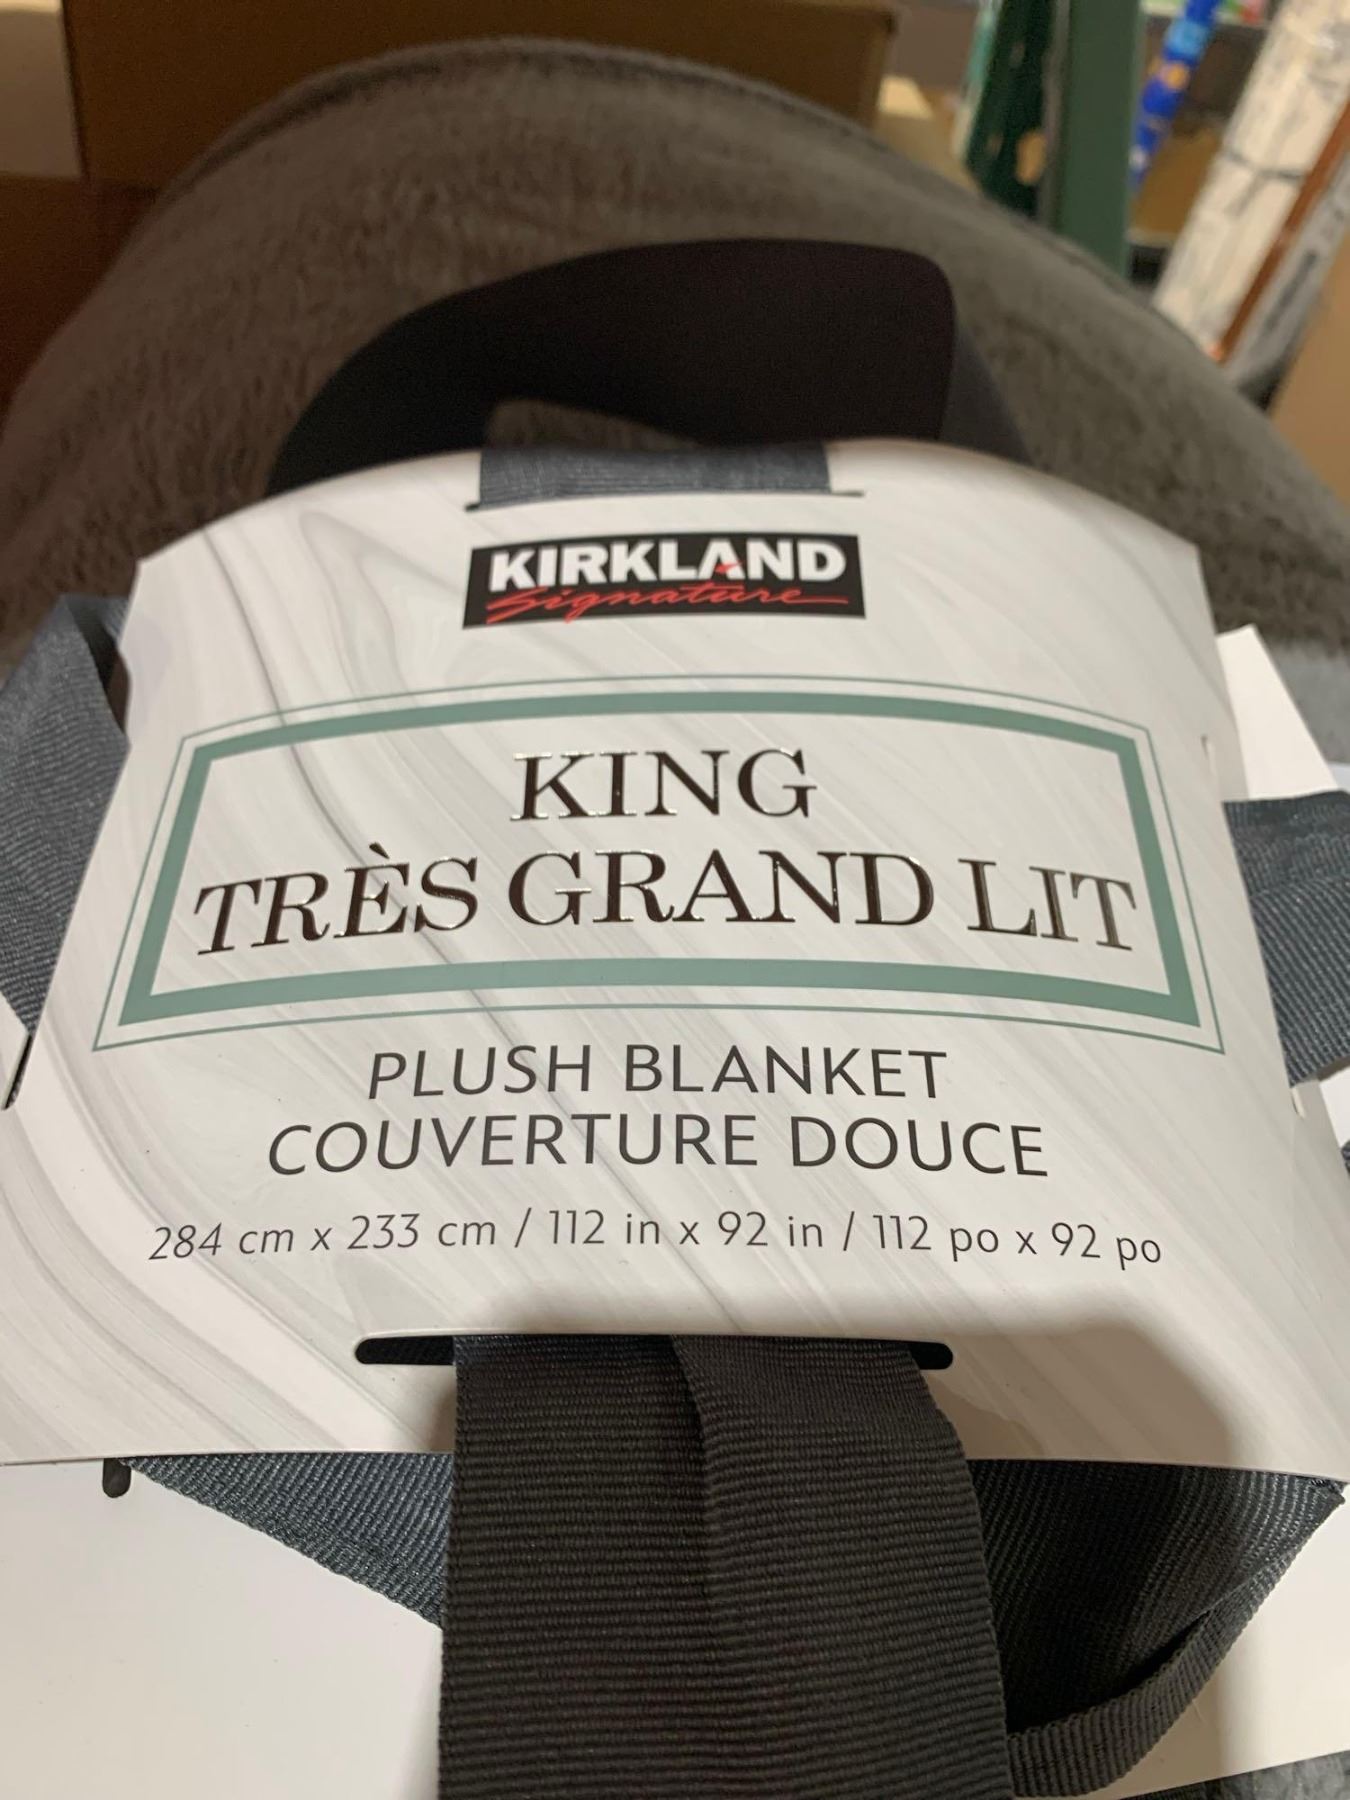 KIRKLAND
Signature
KING
TRÈS GRAND LIT
PLUSH BLANKET
COUVERTURE DOUCE
284 cm x 233 cm / 112 in x 92 in / 112 po x 92 po